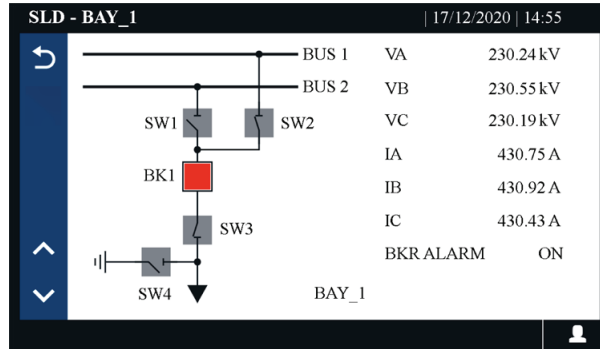 SLD - BAY_1 | 17/12/2020 | 14:55
BUS 1 VA 230.24 kV
BUS 2 VB 230.55 kV
SW1 SW2 VC 230.19 kV
IA 430.75 A
BK1 IB 430.92 A
SW3 IC 430.43 A
BKR ALARM ON
SW4 BAY_1